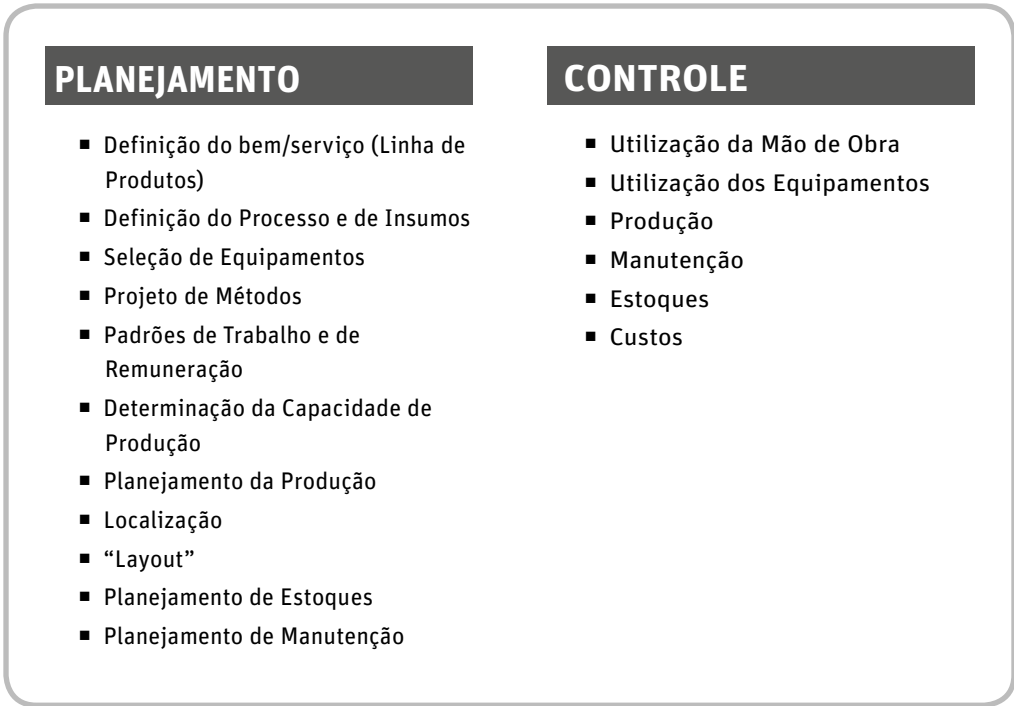 PLANEJAMENTO
▪ Definição do bem/serviço (Linha de
Produtos)
▪ Definição do Processo e de Insumos
▪ Seleção de Equipamentos
▪ Projeto de Métodos
▪ Padrões de Trabalho e de
Remuneração
▪ Determinação da Capacidade de
Produção
▪ Planejamento da Produção
▪ Localização
▪ “Layout”
▪ Planejamento de Estoques
▪ Planejamento de Manutenção
CONTROLE
▪ Utilização da Mão de Obra
▪ Utilização dos Equipamentos
▪ Produção
▪ Manutenção
▪ Estoques
▪ Custos